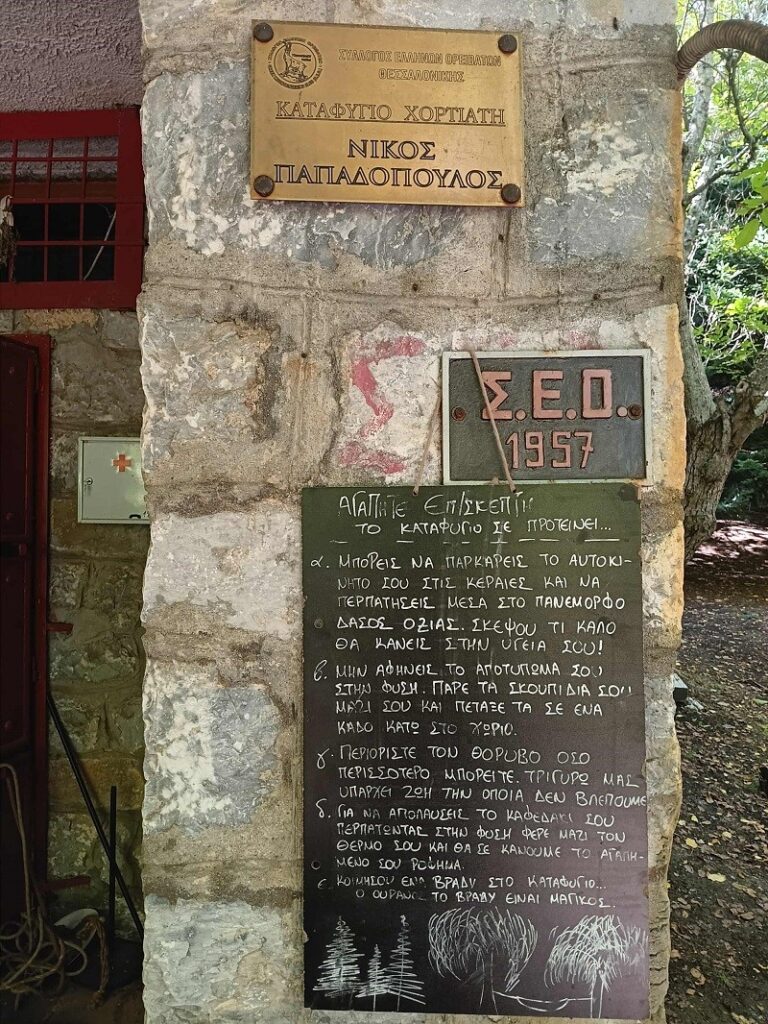 ΣΥΛΛΟΓΟΣ ΕΛΛΗΝΩΝ ΟΡΕΙΒΑΤΩΝ
ΘΕΣΣΑΛΟΝΙΚΗΣ
ΚΑΤΑΦΥΓΙΟ ΧΟΡΤΙΑΤΗ
ΝΙΚΟΣ
ΠΑΠΑΔΟΠΟΥΛΟΣ
Σ
Σ.Ε.Ο.
1957
ΑΓΑΠΗΤΕ ΕΠΙΣΚΕΠΤΗ
ΤΟ ΚΑΤΑΦΥΓΙΟ ΣΕ ΠΡΟΤΕΙΝΕΙ...
α. ΜΠΟΡΕΙΣ ΝΑ ΠΑΡΚΑΡΕΙΣ ΤΟ ΑΥΤΟΚΙ-
ΝΗΤΟ ΣΟΥ ΣΤΙΣ ΚΕΡΑΙΕΣ ΚΑΙ ΝΑ
ΠΕΡΠΑΤΗΣΕΙΣ ΜΕΣΑ ΣΤΟ ΠΑΝΕΜΟΡΦΟ
ΔΑΣΟΣ ΟΞΙΑΣ. ΣΚΕΨΟΥ ΤΙ ΚΑΛΟ
ΘΑ ΚΑΝΕΙΣ ΣΤΗΝ ΥΓΕΙΑ ΣΟΥ!
β. ΜΗΝ ΑΦΗΝΕΙΣ ΤΟ ΑΠΟΤΥΠΩΜΑ ΣΟΥ
ΣΤΗΝ ΦΥΣΗ. ΠΑΡΕ ΤΑ ΣΚΟΥΠΙΔΙΑ ΣΟΥ
ΜΑΖΙ ΣΟΥ ΚΑΙ ΠΕΤΑΞΕ ΤΑ ΣΕ ΕΝΑ
ΚΑΔΟ ΚΑΤΩ ΣΤΟ ΧΩΡΙΟ.
γ. ΠΕΡΙΟΡΙΣΤΕ ΤΟΝ ΘΟΡΥΒΟ ΟΣΟ
ΠΕΡΙΣΣΟΤΕΡΟ ΜΠΟΡΕΙΤΕ. ΤΡΙΓΥΡΩ ΜΑΣ
ΥΠΑΡΧΕΙ ΖΩΗ ΤΗΝ ΟΠΟΙΑ ΔΕΝ ΒΛΕΠΟΥΜΕ
δ. ΓΙΑ ΝΑ ΑΠΟΛΑΥΣΕΙΣ ΤΟ ΚΑΦΕΔΑΚΙ ΣΟΥ
ΠΕΡΠΑΤΩΝΤΑΣ ΣΤΗΝ ΦΥΣΗ ΦΕΡΕ ΜΑΖΙ ΤΟΝ
ΘΕΡΜΟ ΣΟΥ ΚΑΙ ΘΑ ΣΕ ΚΑΝΟΥΜΕ ΤΟ ΑΓΑΠΗ-
ΜΕΝΟ ΣΟΥ ΡΟΦΗΜΑ.
ε. ΚΟΙΜΗΣΟΥ ΕΝΑ ΒΡΑΔΥ ΣΤΟ ΚΑΤΑΦΥΓΙΟ...
Ο ΟΥΡΑΝΟΣ ΤΟ ΒΡΑΔΥ ΕΙΝΑΙ ΜΑΓΙΚΟΣ.